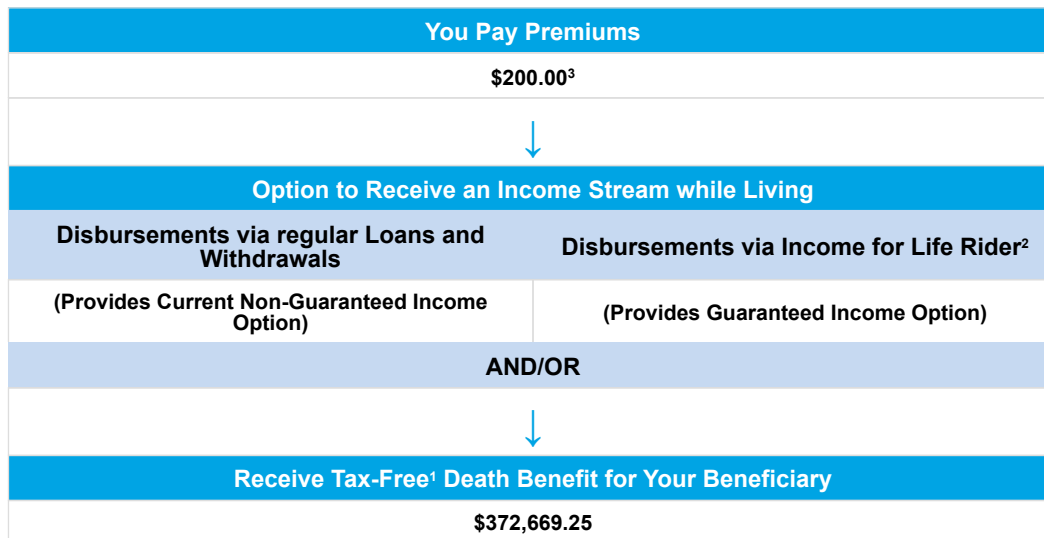 You Pay Premiums
$200.00³
↓
Option to Receive an Income Stream while Living
Disbursements via regular Loans and
Withdrawals
Disbursements via Income for Life Rider²
(Provides Current Non-Guaranteed Income
Option)
(Provides Guaranteed Income Option)
AND/OR
↓
Receive Tax-Free¹ Death Benefit for Your Beneficiary
$372,669.25